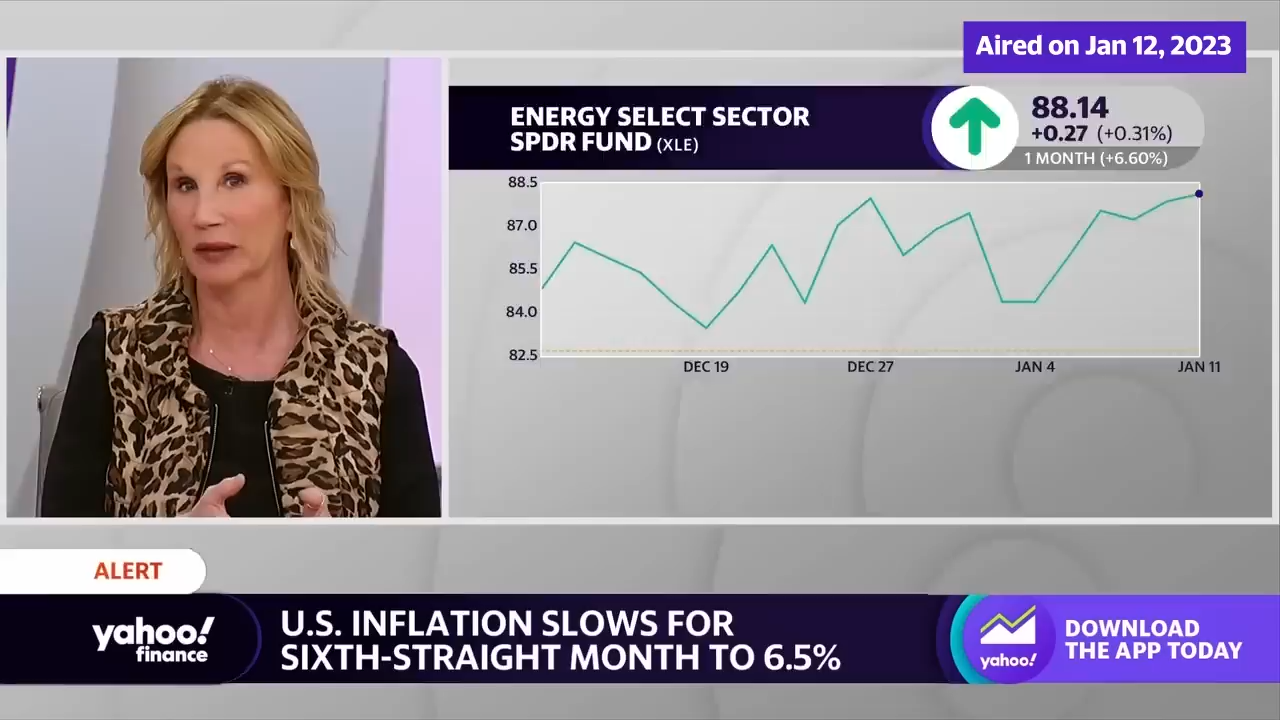 Aired on Jan 12, 2023
ENERGY SELECT SECTOR
SPDR FUND (XLE)
88.14
+0.27 (+0.31%)
1 MONTH (+6.60%)
88.5
87.0
85.5
84.0
82.5
DEC 19
DEC 27
JAN 4
JAN 11
ALERT
yahoo!
finance
U.S. INFLATION SLOWS FOR
SIXTH-STRAIGHT MONTH TO 6.5%
yahoo!
DOWNLOAD
THE APP TODAY